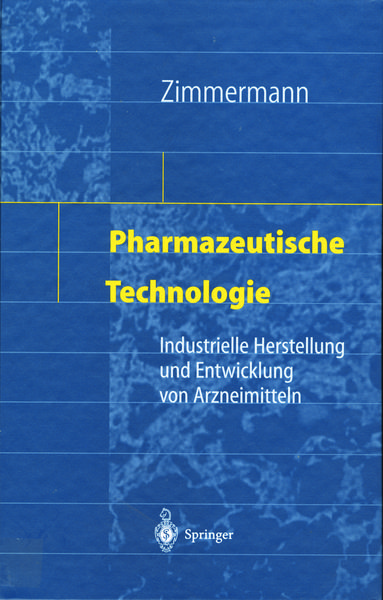 Zimmermann
Pharmazeutische
Technologie
Industrielle Herstellung
und Entwicklung
von Arzneimitteln
Springer